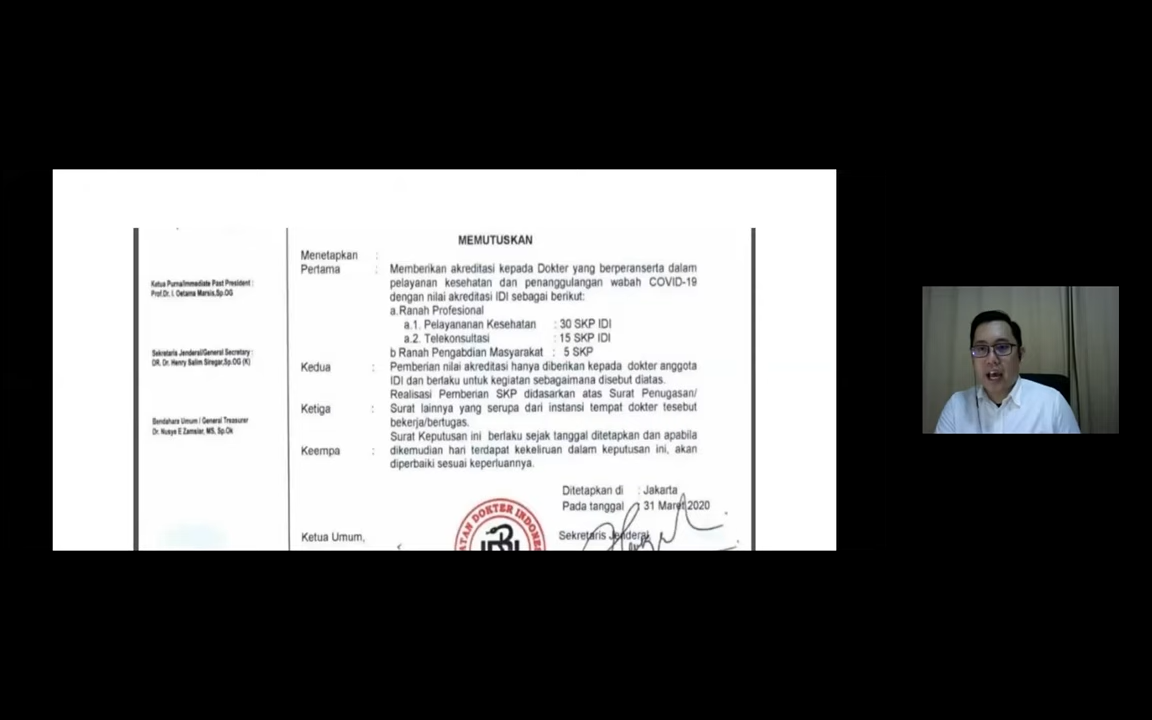 MEMUTUSKAN
Menetapkan :
Pertama : Memberikan akreditasi kepada Dokter yang berperanserta dalam
pelayanan kesehatan dan penanggulangan wabah COVID-19
dengan nilai akreditasi IDI sebagai berikut:
a.Ranah Profesional
a.1. Pelayananan Kesehatan : 30 SKP IDI
a.2. Telekonsultasi : 15 SKP IDI
b Ranah Pengabdian Masyarakat : 5 SKP
Kedua : Pemberian nilai akreditasi hanya diberikan kepada dokter anggota
IDI dan berlaku untuk kegiatan sebagaimana disebut diatas.
Realisasi Pemberian SKP didasarkan atas Surat Penugasan/
Ketiga : Surat lainnya yang serupa dari instansi tempat dokter tesebut
bekerja/bertugas.
Surat Keputusan ini berlaku sejak tanggal ditetapkan dan apabila
Keempa : dikemudian hari terdapat kekeliruan dalam keputusan ini, akan
diperbaiki sesuai keperluannya.
Ditetapkan di : Jakarta
Pada tanggal : 31 Maret 2020
Ketua Umum,
Sekretaris Jenderal
Ketua Purna/Immediate Past President :
Prof.Dr. I. Oetama Marsis,Sp.OG
Sekretaris Jenderal/General Secretary :
DR. Dr. Henry Salim Siregar,Sp.OG (K)
Bendahara Umum / General Treasurer
Dr. Nusye E Zamsiar, MS, Sp.Ok
ATAN DOKTER INDONE